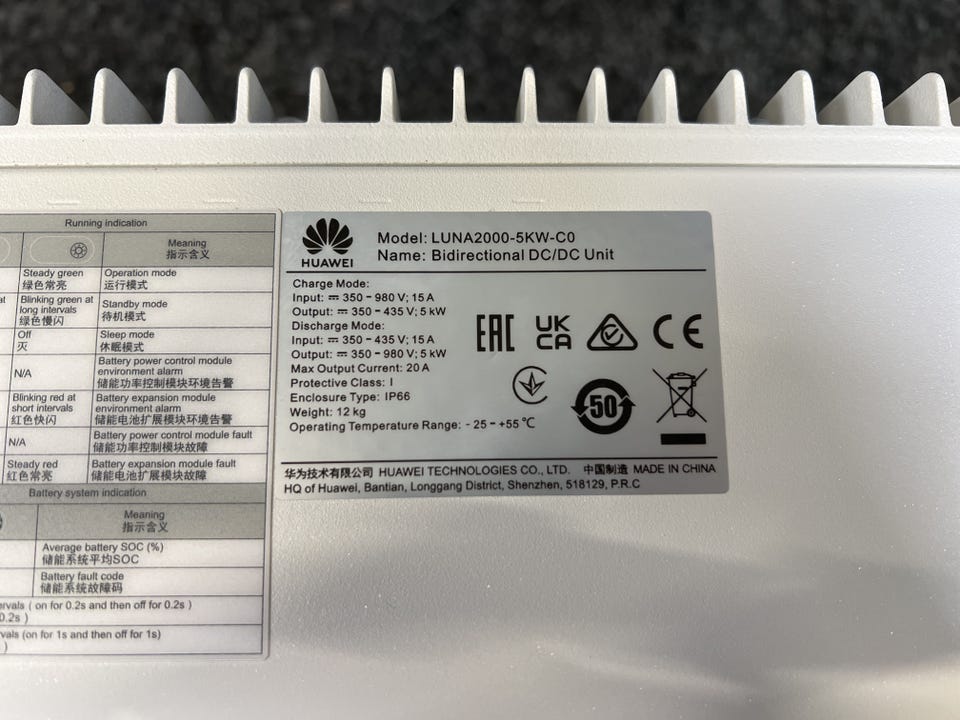 Running indication
Meaning
指示含义
Steady green
绿色常亮
Operation mode
运行模式
at
Blinking green at
long intervals
绿色慢闪
Standby mode
待机模式
Off
灭
Sleep mode
休眠模式
N/A
Battery power control module
environment alarm
储能功率控制模块环境告警
Blinking red at
short intervals
红色快闪
Battery expansion module
environment alarm
储能电池扩展模块环境告警
N/A
Battery power control module fault
储能功率控制模块故障
Steady red
红色常亮
Battery expansion module fault
储能电池扩展模块故障
Battery system indication
Meaning
指示含义
Average battery SOC (%)
储能系统平均SOC
Battery fault code
储能系统故障码
ervals ( on for 0.2s and then off for 0.2s )
0.2s )
rvals (on for 1s and then off for 1s)
)
HUAWEI
Model: LUNA2000-5KW-C0
Name: Bidirectional DC/DC Unit
Charge Mode:
Input: ⎓ 350 – 980 V; 15 A
Output: ⎓ 350 – 435 V; 5 kW
Discharge Mode:
Input: ⎓ 350 – 435 V; 15 A
Output: ⎓ 350 – 980 V; 5 kW
Max Output Current: 20 A
Protective Class: I
Enclosure Type: IP66
Weight: 12 kg
Operating Temperature Range: - 25 – +55 ℃
EAC
UK
CA
CE
50
华为技术有限公司 HUAWEI TECHNOLOGIES CO., LTD. 中国制造 MADE IN CHINA
HQ of Huawei, Bantian, Longgang District, Shenzhen, 518129, P.R.C